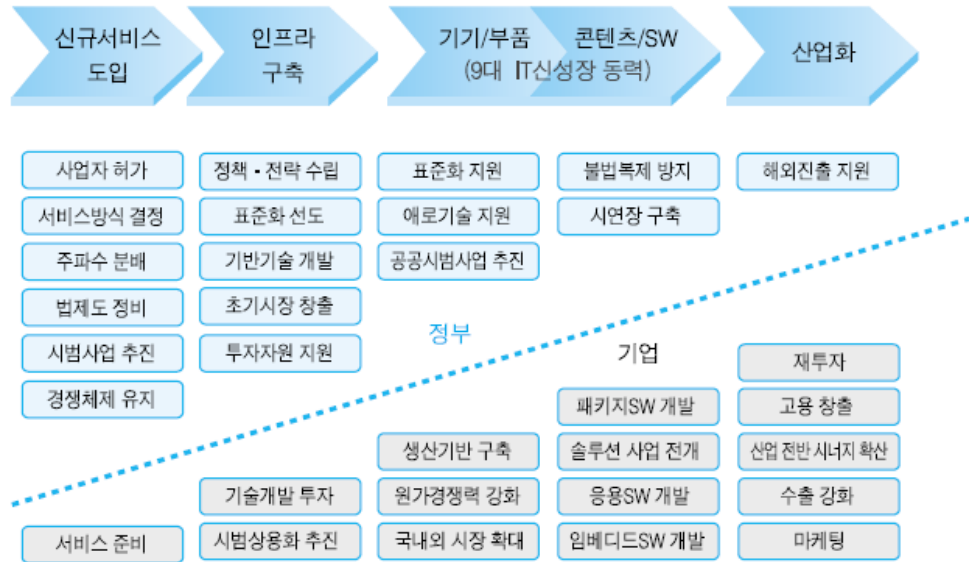 신규서비스
도입
인프라
구축
기기/부품 콘텐츠/SW
(9대 IT신성장 동력)
산업화
사업자 허가
정책·전략 수립
표준화 지원
불법복제 방지
해외진출 지원
서비스방식 결정
표준화 선도
애로기술 지원
시연장 구축
주파수 분배
기반기술 개발
공공시범사업 추진
법제도 정비
초기시장 창출
시범사업 추진
투자자원 지원
정부
기업
재투자
경쟁체제 유지
패키지SW 개발
고용 창출
생산기반 구축
솔루션 사업 전개
산업 전반 시너지 확산
기술개발 투자
원가경쟁력 강화
응용SW 개발
수출 강화
서비스 준비
시범상용화 추진
국내외 시장 확대
임베디드SW 개발
마케팅